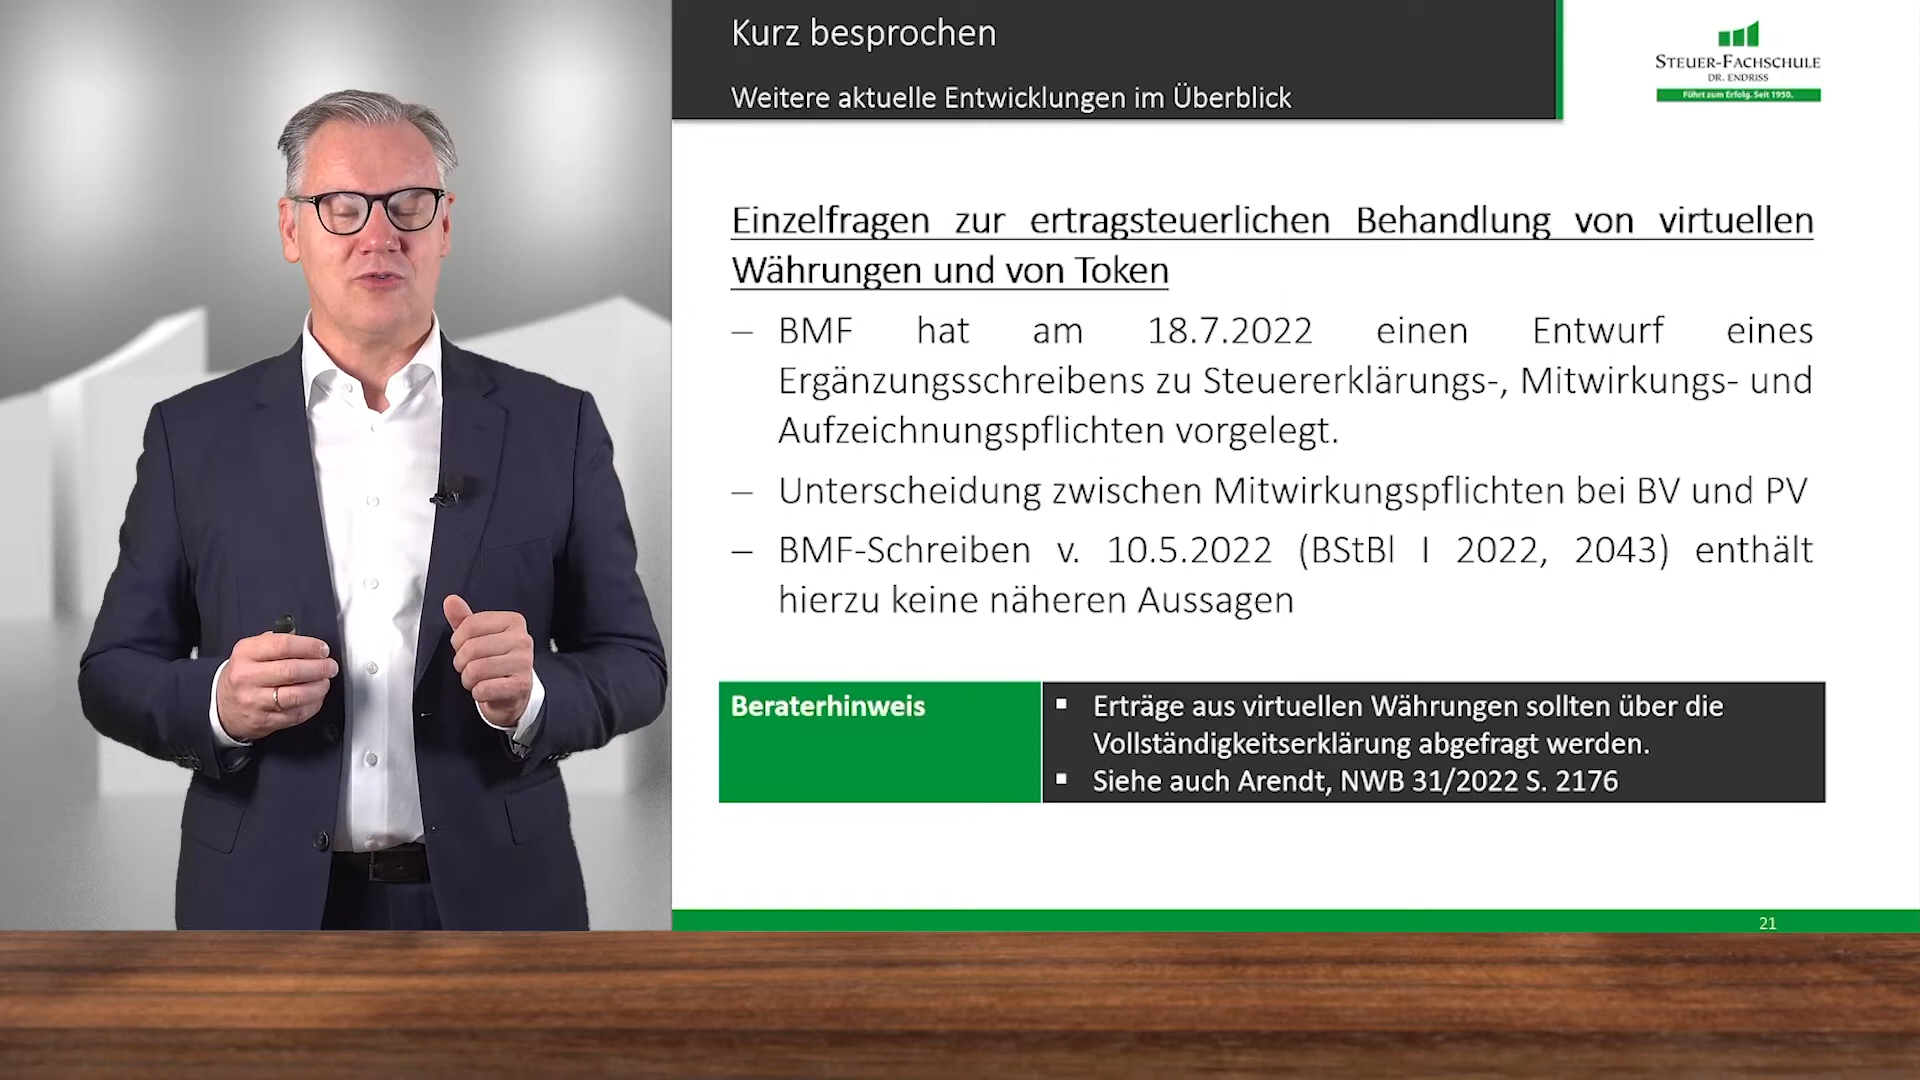 Kurz besprochen
Weitere aktuelle Entwicklungen im Überblick
STEUER-FACHSCHULE
DR. ENDRISS
Führt zum Erfolg. Seit 1950.
Einzelfragen zur ertragsteuerlichen Behandlung von virtuellen
Währungen und von Token
– BMF hat am 18.7.2022 einen Entwurf eines
Ergänzungsschreibens zu Steuererklärungs-, Mitwirkungs- und
Aufzeichnungspflichten vorgelegt.
– Unterscheidung zwischen Mitwirkungspflichten bei BV und PV
– BMF-Schreiben v. 10.5.2022 (BStBl I 2022, 2043) enthält
hierzu keine näheren Aussagen
Beraterhinweis
▪ Erträge aus virtuellen Währungen sollten über die
Vollständigkeitserklärung abgefragt werden.
▪ Siehe auch Arendt, NWB 31/2022 S. 2176
21